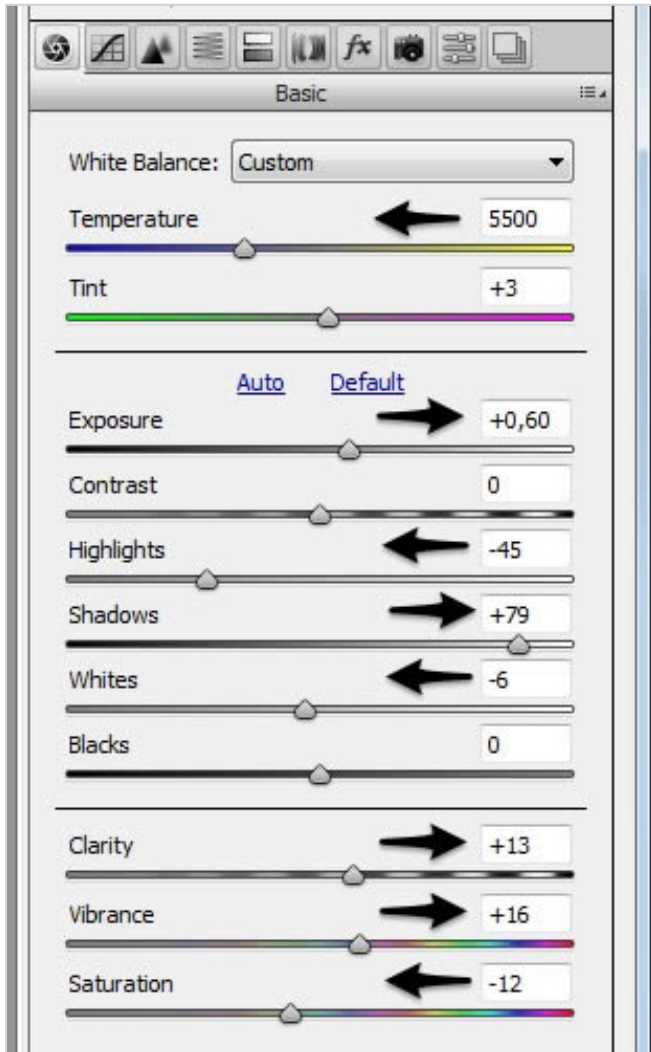 fx
Basic
White Balance: Custom
Temperature 5500
Tint +3
Auto Default
Exposure +0,60
Contrast 0
Highlights -45
Shadows +79
Whites -6
Blacks 0
Clarity +13
Vibrance +16
Saturation -12